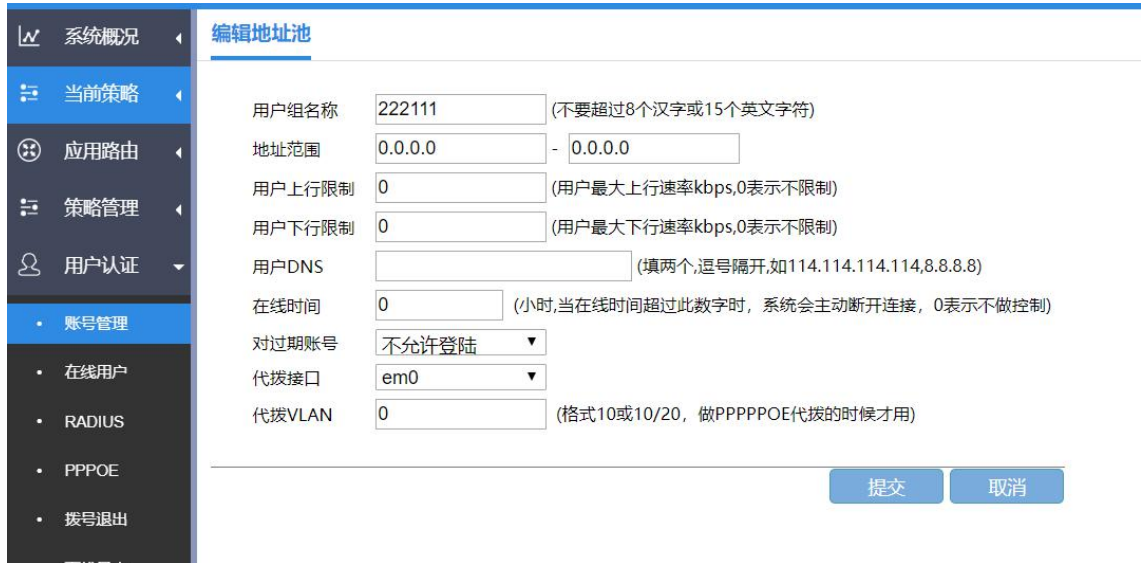 系统概况
当前策略
应用路由
策略管理
用户认证
账号管理
在线用户
RADIUS
PPPOE
拨号退出
编辑地址池
用户组名称 222111 (不要超过8个汉字或15个英文字符)
地址范围 0.0.0.0 - 0.0.0.0
用户上行限制 0 (用户最大上行速率kbps,0表示不限制)
用户下行限制 0 (用户最大下行速率kbps,0表示不限制)
用户DNS (填两个,逗号隔开,如114.114.114.114,8.8.8.8)
在线时间 0 (小时,当在线时间超过此数字时，系统会主动断开连接，0表示不做控制)
对过期账号 不允许登陆
代拨接口 em0
代拨VLAN 0 (格式10或10/20，做PPPPPOE代拨的时候才用)
提交 取消